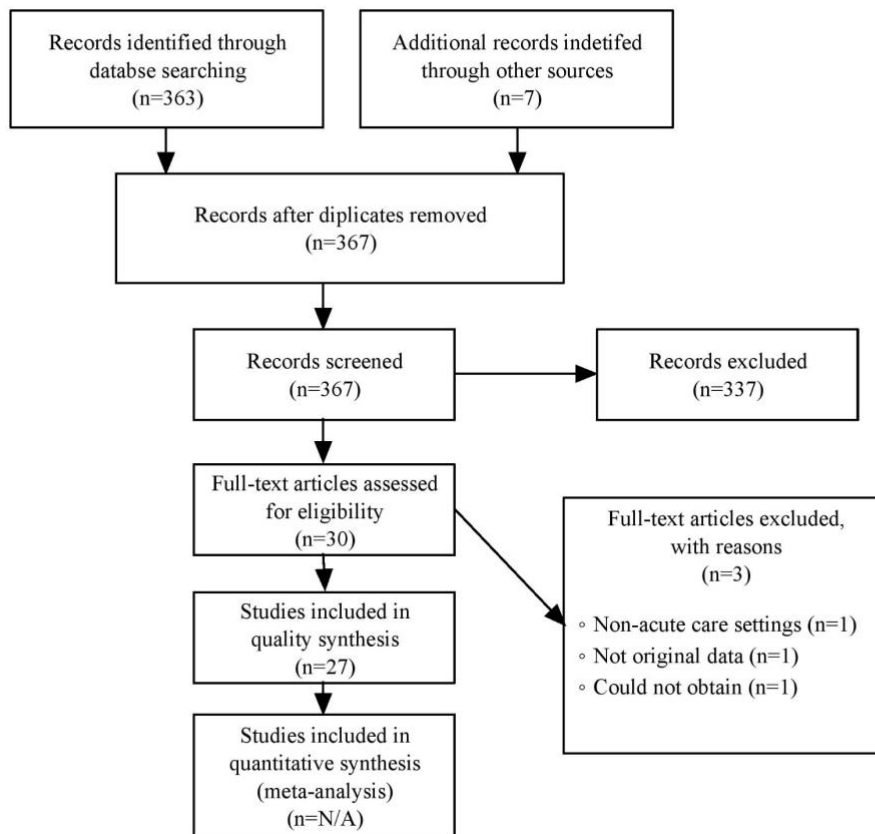 Records identified through
databse searching
(n=363)
Additional records indetifed
through other sources
(n=7)
Records after diplicates removed
(n=367)
Records screened
(n=367)
Records excluded
(n=337)
Full-text articles assessed
for eligibility
(n=30)
Full-text articles excluded,
with reasons
(n=3)
◦ Non-acute care settings (n=1)
◦ Not original data (n=1)
◦ Could not obtain (n=1)
Studies included in
quality synthesis
(n=27)
Studies included in
quantitative synthesis
(meta-analysis)
(n=N/A)